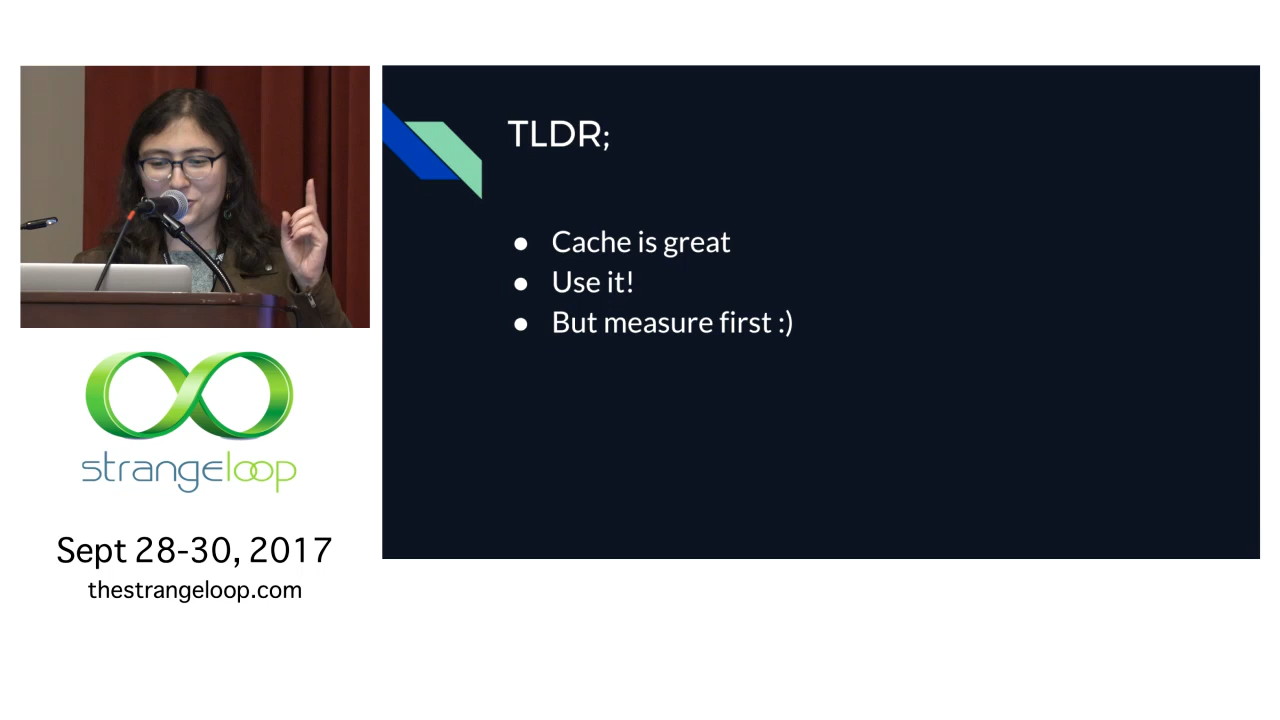 TLDR;
● Cache is great
● Use it!
● But measure first :)
strangeloop
Sept 28-30, 2017
thestrangeloop.com